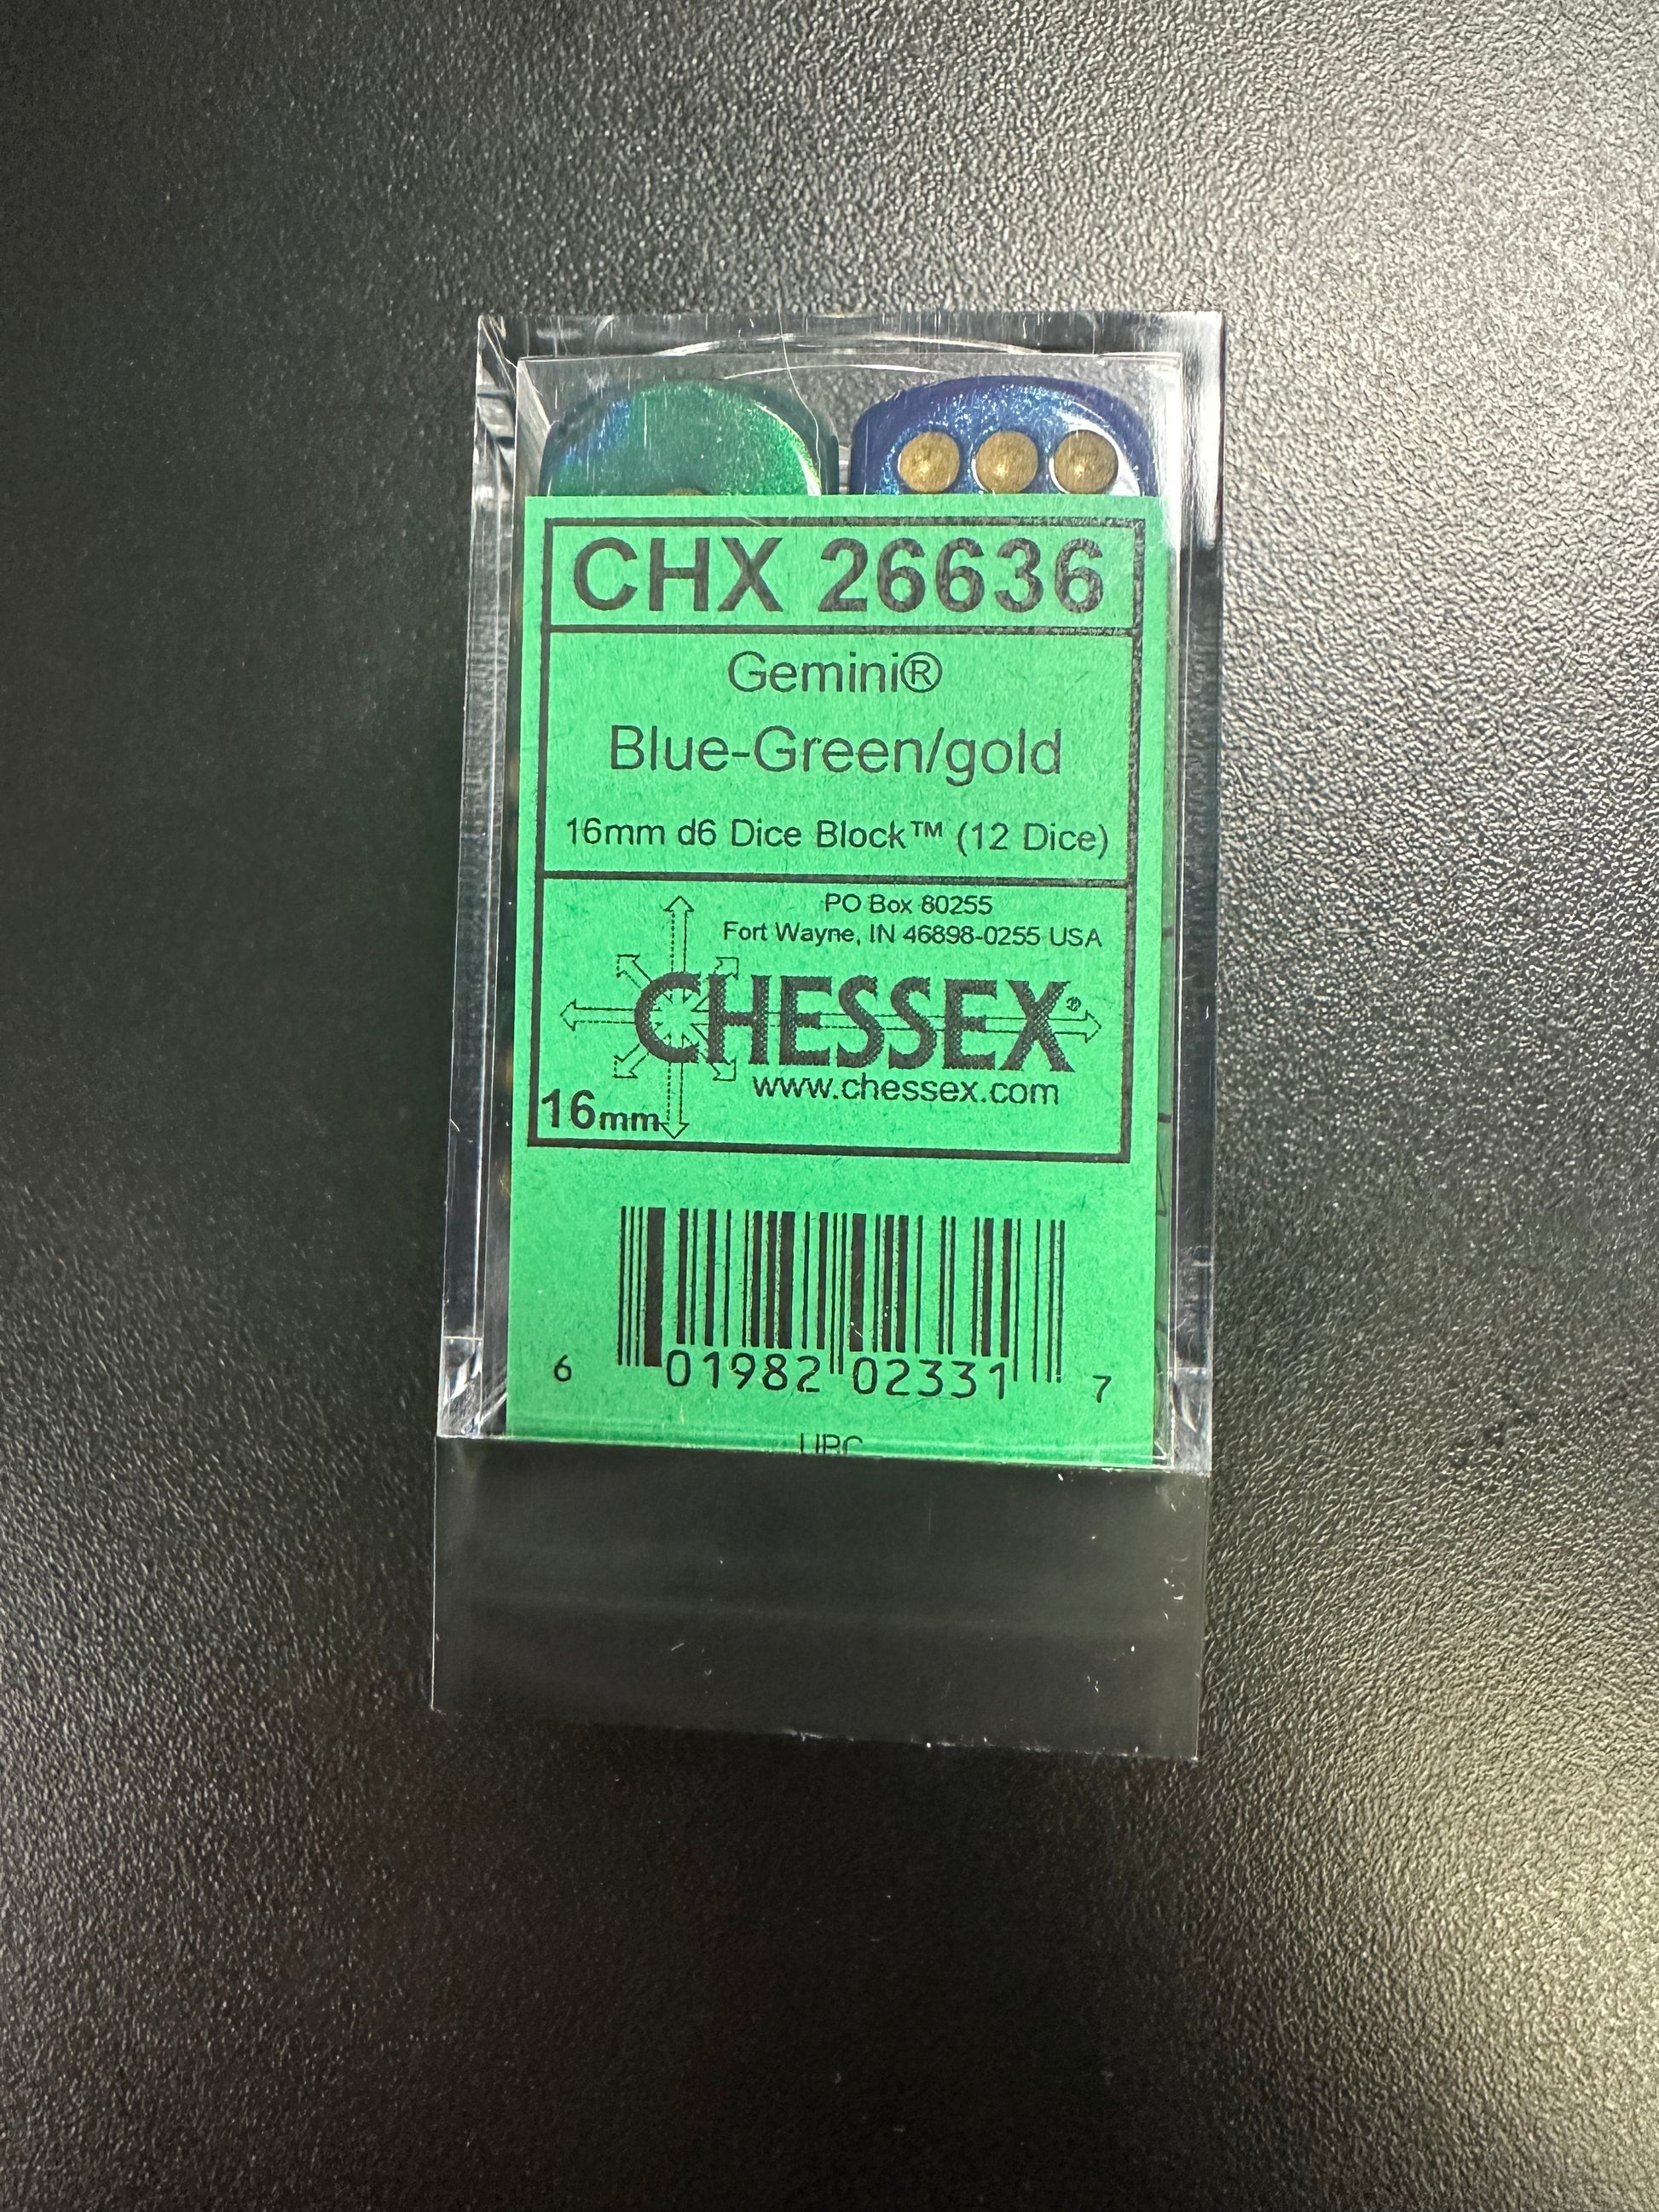 CHX 26636
Gemini®
Blue-Green/gold
16mm d6 Dice Block™ (12 Dice)
PO Box 80255
Fort Wayne, IN 46898-0255 USA
CHESSEX®
www.chessex.com
16mm
6 01982 02331 7
UPC